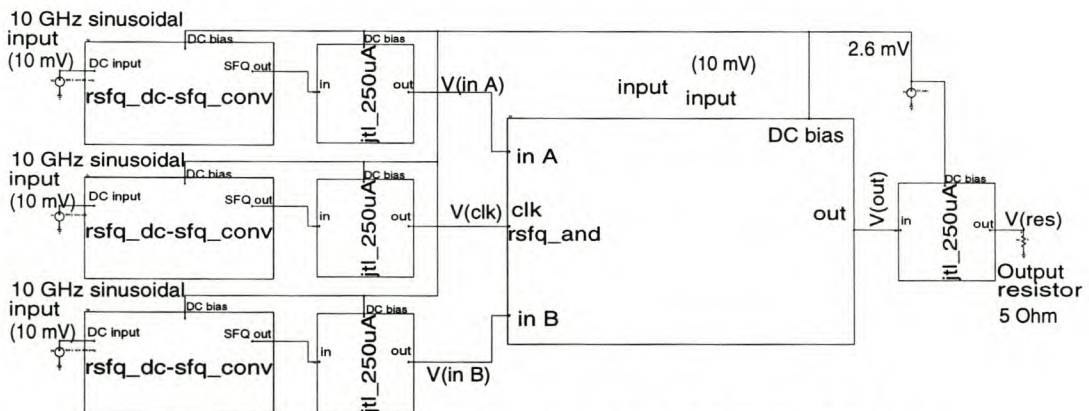 10 GHz sinusoidal
input
(10 mV)
DC bias
DC input
SFQ out
rsfq_dc-sfq_conv
DC bias
in
out
jtl_250uA
V(in A)
10 GHz sinusoidal
input
(10 mV)
DC bias
DC input
SFQ out
rsfq_dc-sfq_conv
DC bias
in
out
jtl_250uA
V(clk)
10 GHz sinusoidal
input
(10 mV)
DC bias
DC input
SFQ out
rsfq_dc-sfq_conv
DC bias
in
out
jtl_250uA
V(in B)
(10 mV)
input
input
DC bias
in A
clk
rsfq_and
in B
out
V(out)
2.6 mV
DC bias
in
out
jtl_250uA
V(res)
Output
resistor
5 Ohm